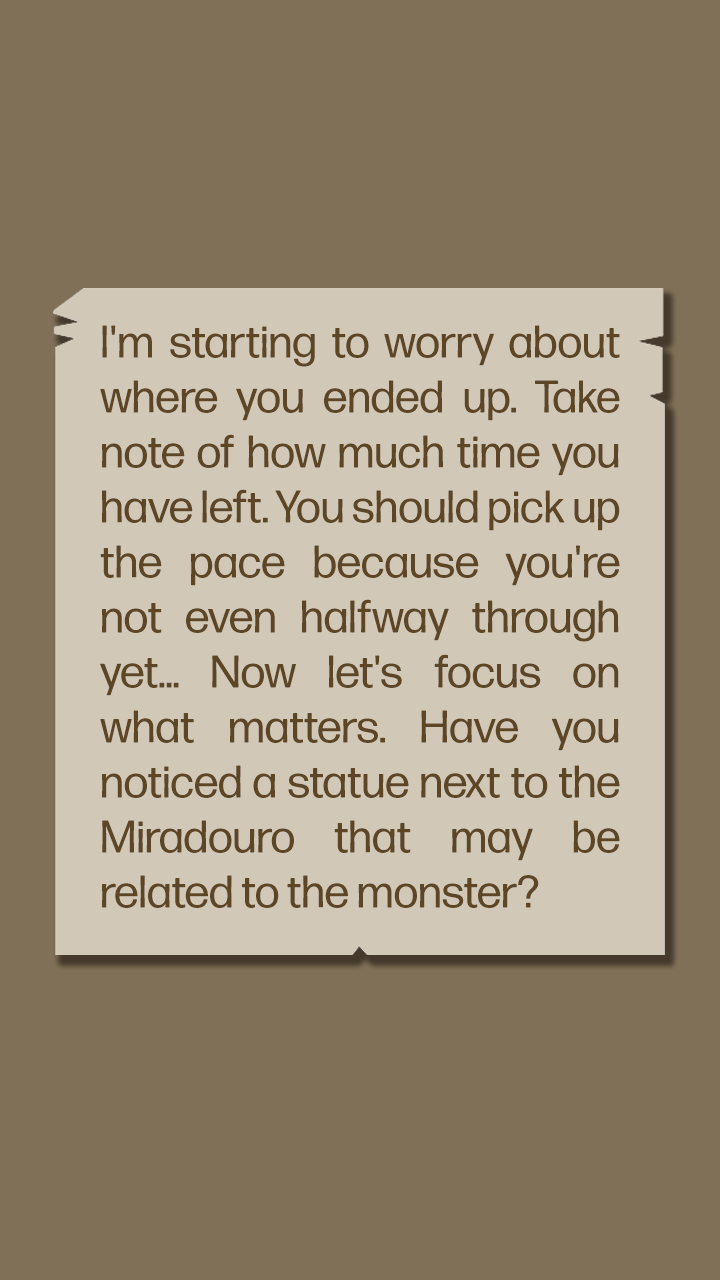 I'm starting to worry about
where you ended up. Take
note of how much time you
have left. You should pick up
the pace because you're
not even halfway through
yet... Now let's focus on
what matters. Have you
noticed a statue next to the
Miradouro that may be
related to the monster?